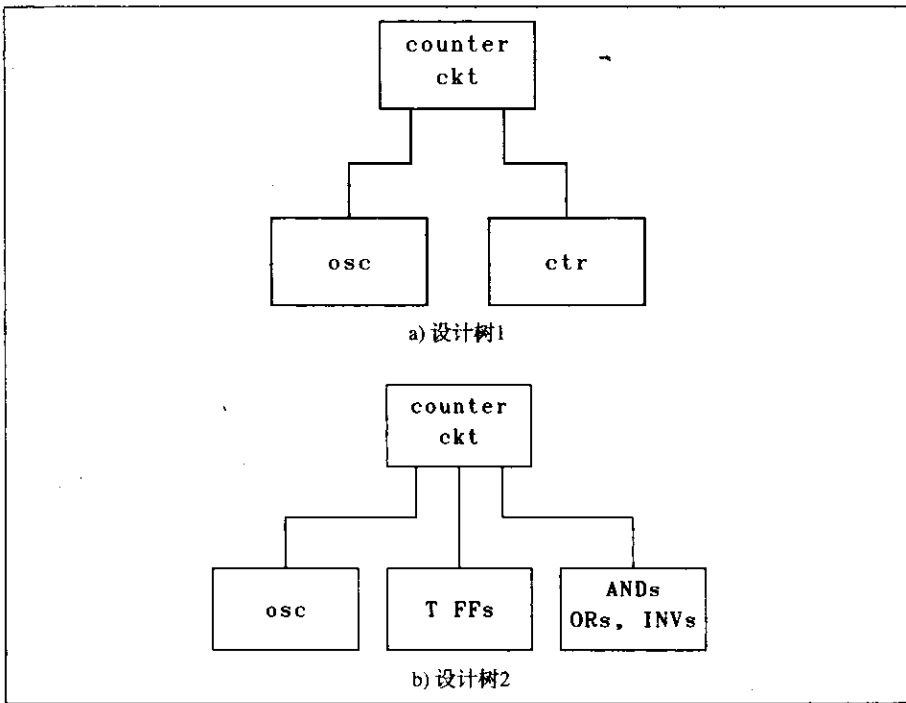 counter
ckt
osc
ctr
a) 设计树1
counter
ckt
osc
T FFs
ANDs
ORs, INVs
b) 设计树2